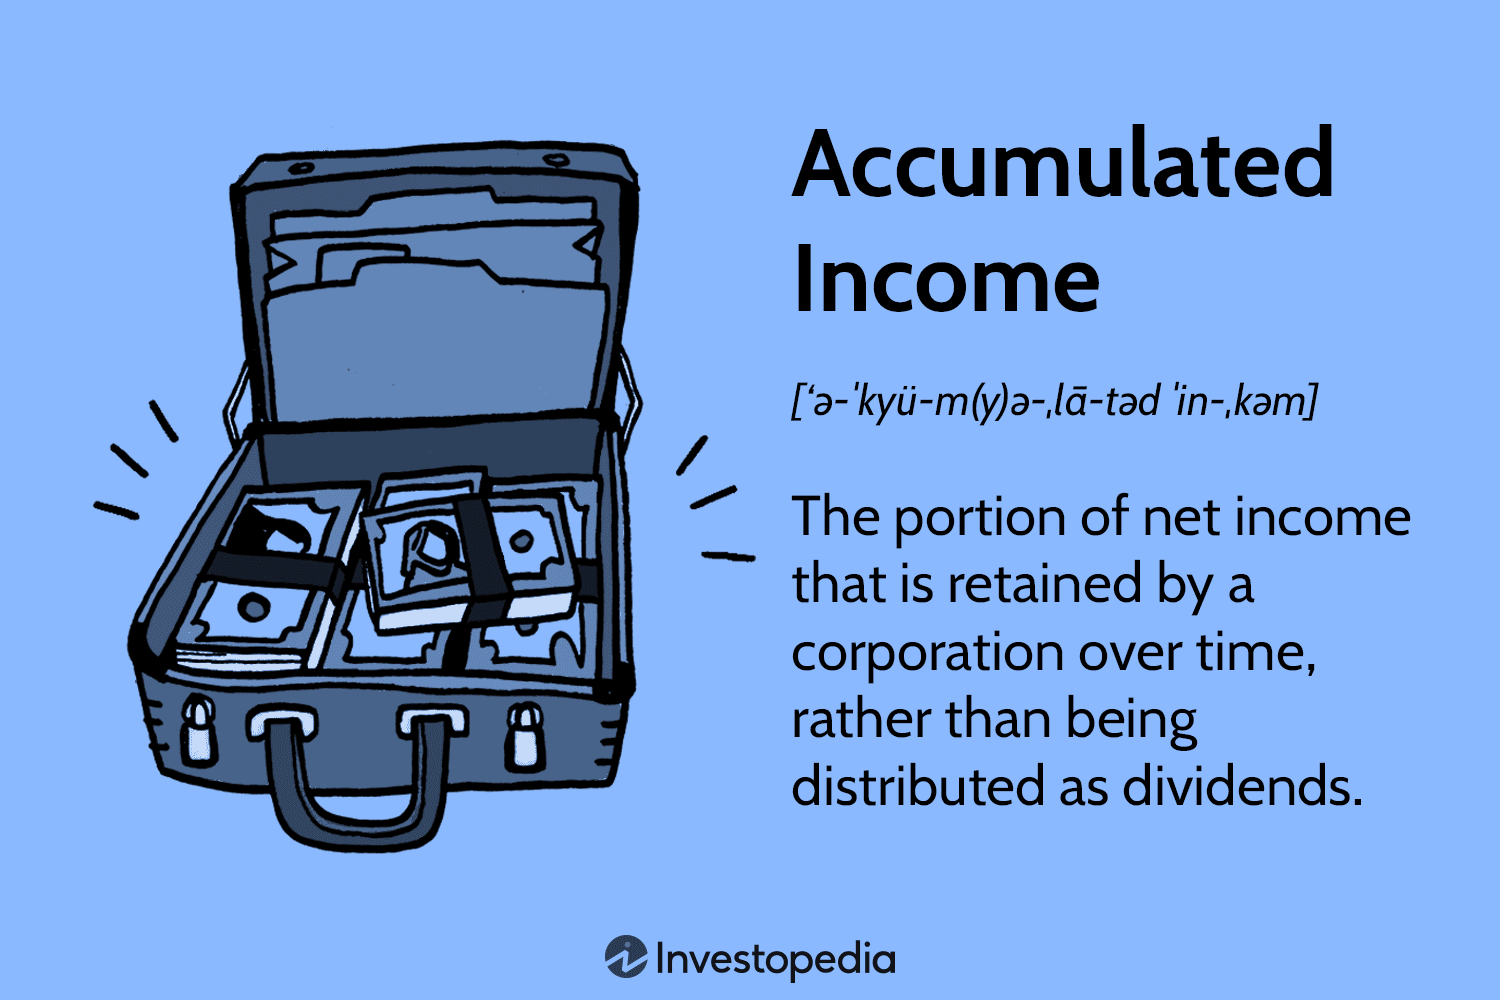 Accumulated
Income
[‘ə-ˈkyü-m(y)ə-ˌlā-təd ˈin-ˌkəm]
The portion of net income
that is retained by a
corporation over time,
rather than being
distributed as dividends.
Investopedia